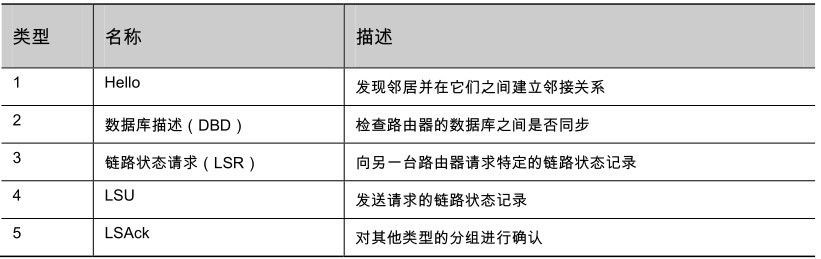 类型 名称 描述
1 Hello 发现邻居并在它们之间建立邻接关系
2 数据库描述（DBD） 检查路由器的数据库之间是否同步
3 链路状态请求（LSR） 向另一台路由器请求特定的链路状态记录
4 LSU 发送请求的链路状态记录
5 LSAck 对其他类型的分组进行确认